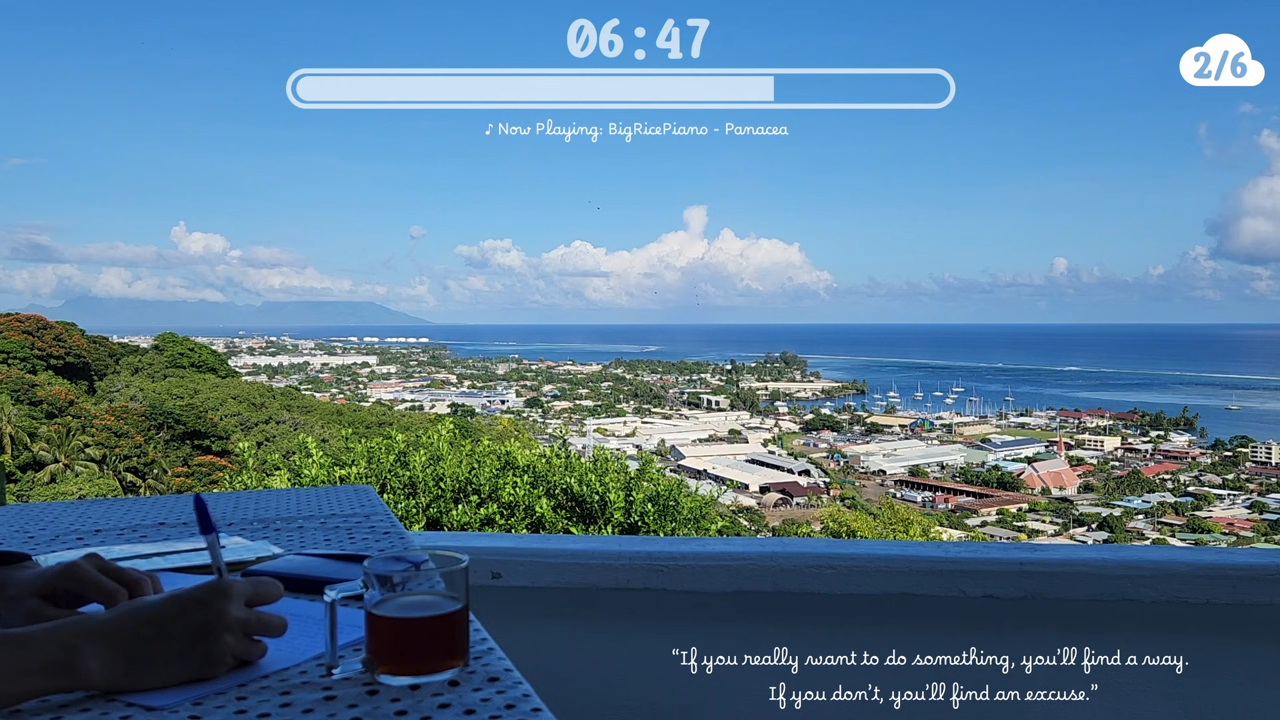 06:47
2/6
♪ Now Playing: BigRicePiano - Panacea
“If you really want to do something, you’ll find a way.
If you don’t, you’ll find an excuse.”